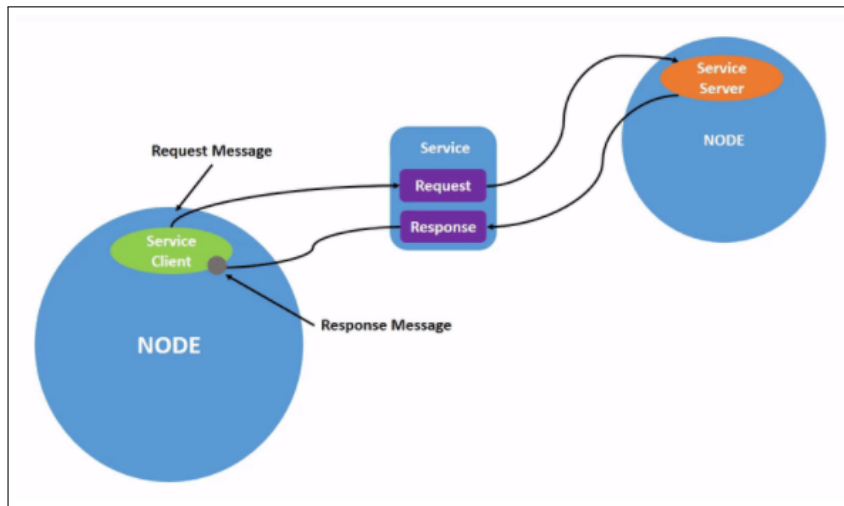 Service
Server
NODE
Request Message
Service
Request
Response
Service
Client
Response Message
NODE